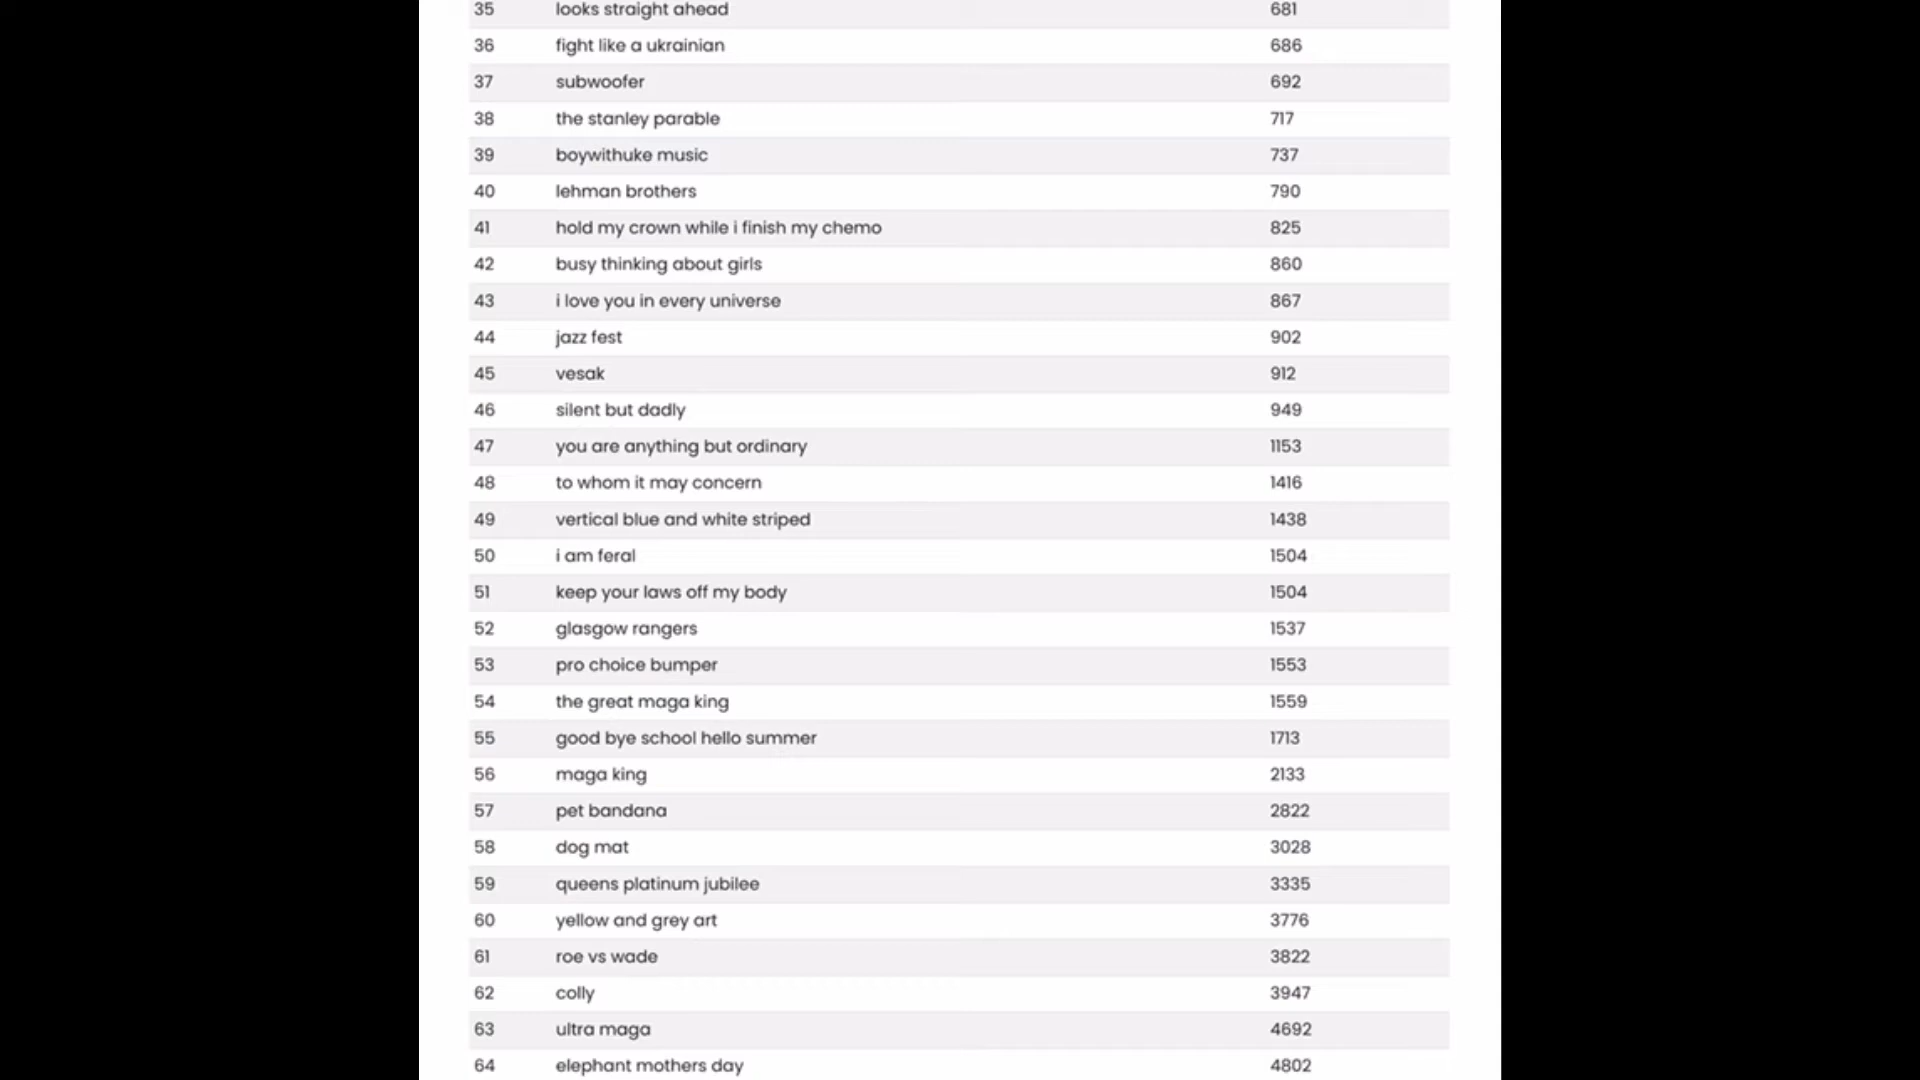 35 looks straight ahead 681
36 fight like a ukrainian 686
37 subwoofer 692
38 the stanley parable 717
39 boywithuke music 737
40 lehman brothers 790
41 hold my crown while i finish my chemo 825
42 busy thinking about girls 860
43 i love you in every universe 867
44 jazz fest 902
45 vesak 912
46 silent but dadly 949
47 you are anything but ordinary 1153
48 to whom it may concern 1416
49 vertical blue and white striped 1438
50 i am feral 1504
51 keep your laws off my body 1504
52 glasgow rangers 1537
53 pro choice bumper 1553
54 the great maga king 1559
55 good bye school hello summer 1713
56 maga king 2133
57 pet bandana 2822
58 dog mat 3028
59 queens platinum jubilee 3335
60 yellow and grey art 3776
61 roe vs wade 3822
62 colly 3947
63 ultra maga 4692
64 elephant mothers day 4802